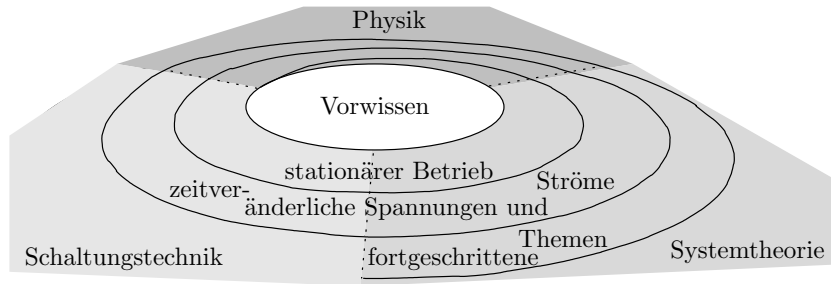 Physik
Vorwissen
stationärer Betrieb
zeitver-
änderliche Spannungen und
Ströme
fortgeschrittene
Themen
Schaltungstechnik
Systemtheorie